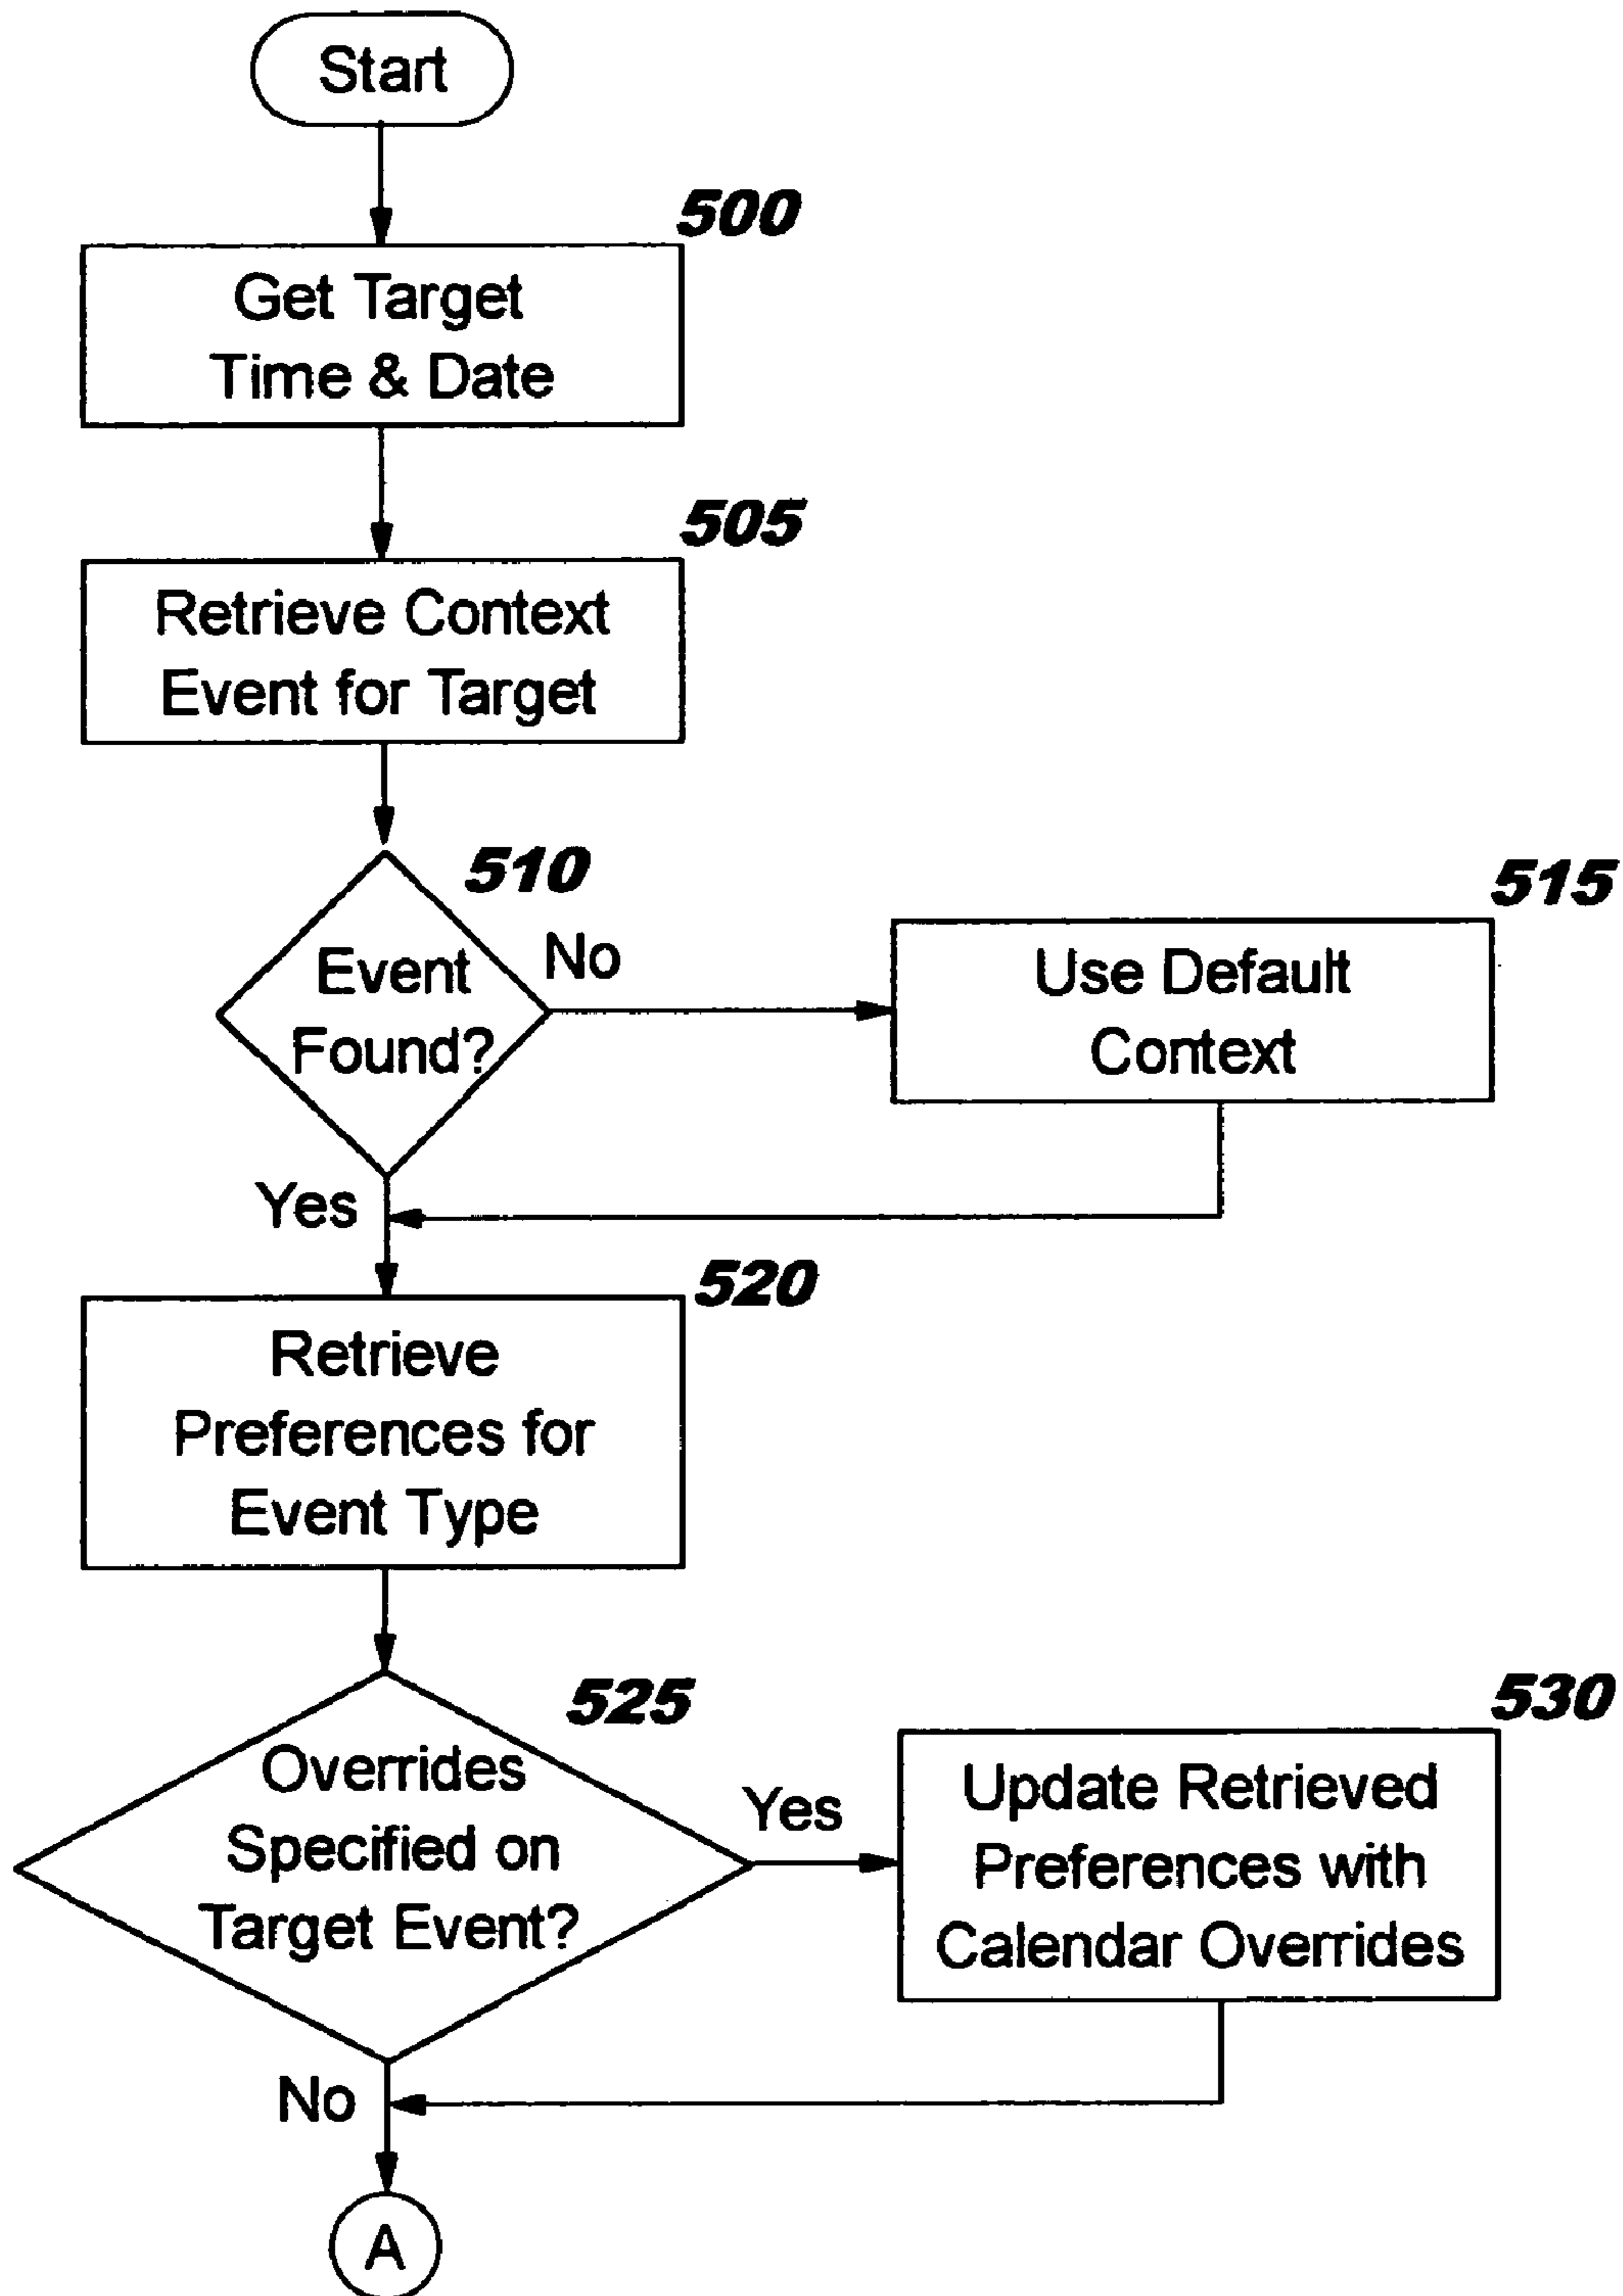 Start
500
Get Target
Time & Date
505
Retrieve Context
Event for Target
510
Event
Found?
No
515
Use Default
Context
Yes
520
Retrieve
Preferences for
Event Type
525
Overrides
Specified on
Target Event?
Yes
530
Update Retrieved
Preferences with
Calendar Overrides
No
A